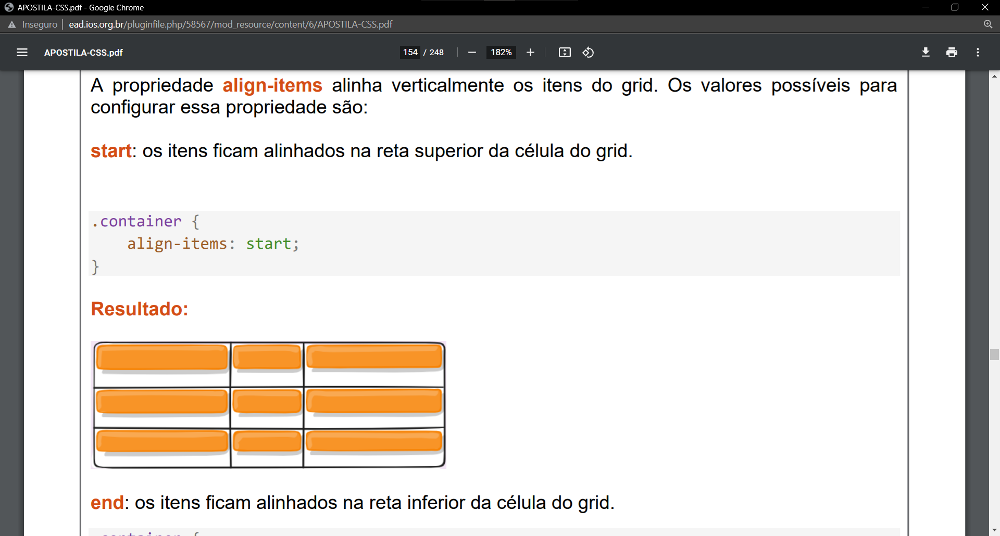 APOSTILA-CSS.pdf - Google Chrome
Inseguro ead.ios.org.br/pluginfile.php/58567/mod_resource/content/6/APOSTILA-CSS.pdf
APOSTILA-CSS.pdf 154 / 248 182%
A propriedade align-items alinha verticalmente os itens do grid. Os valores possíveis para
configurar essa propriedade são:
start: os itens ficam alinhados na reta superior da célula do grid.
.container {
align-items: start;
}
Resultado:
end: os itens ficam alinhados na reta inferior da célula do grid.
.container {